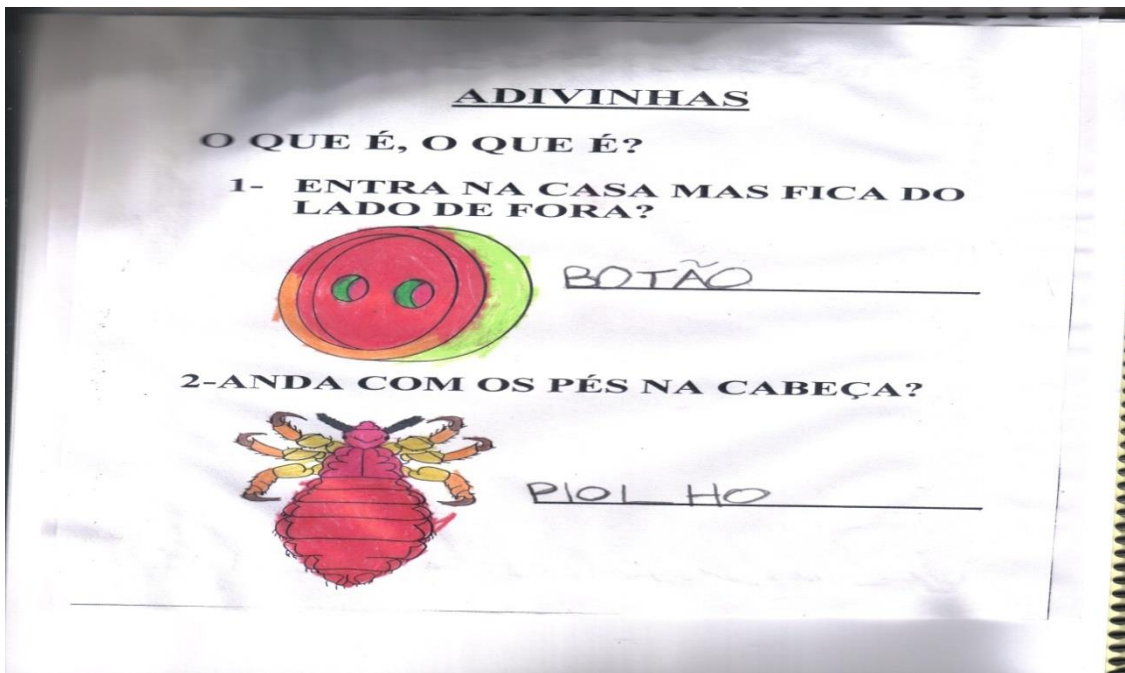 ADIVINHAS
O QUE É, O QUE É?
1- ENTRA NA CASA MAS FICA DO
LADO DE FORA?
BOTÃO
2-ANDA COM OS PÉS NA CABEÇA?
PIOLHO